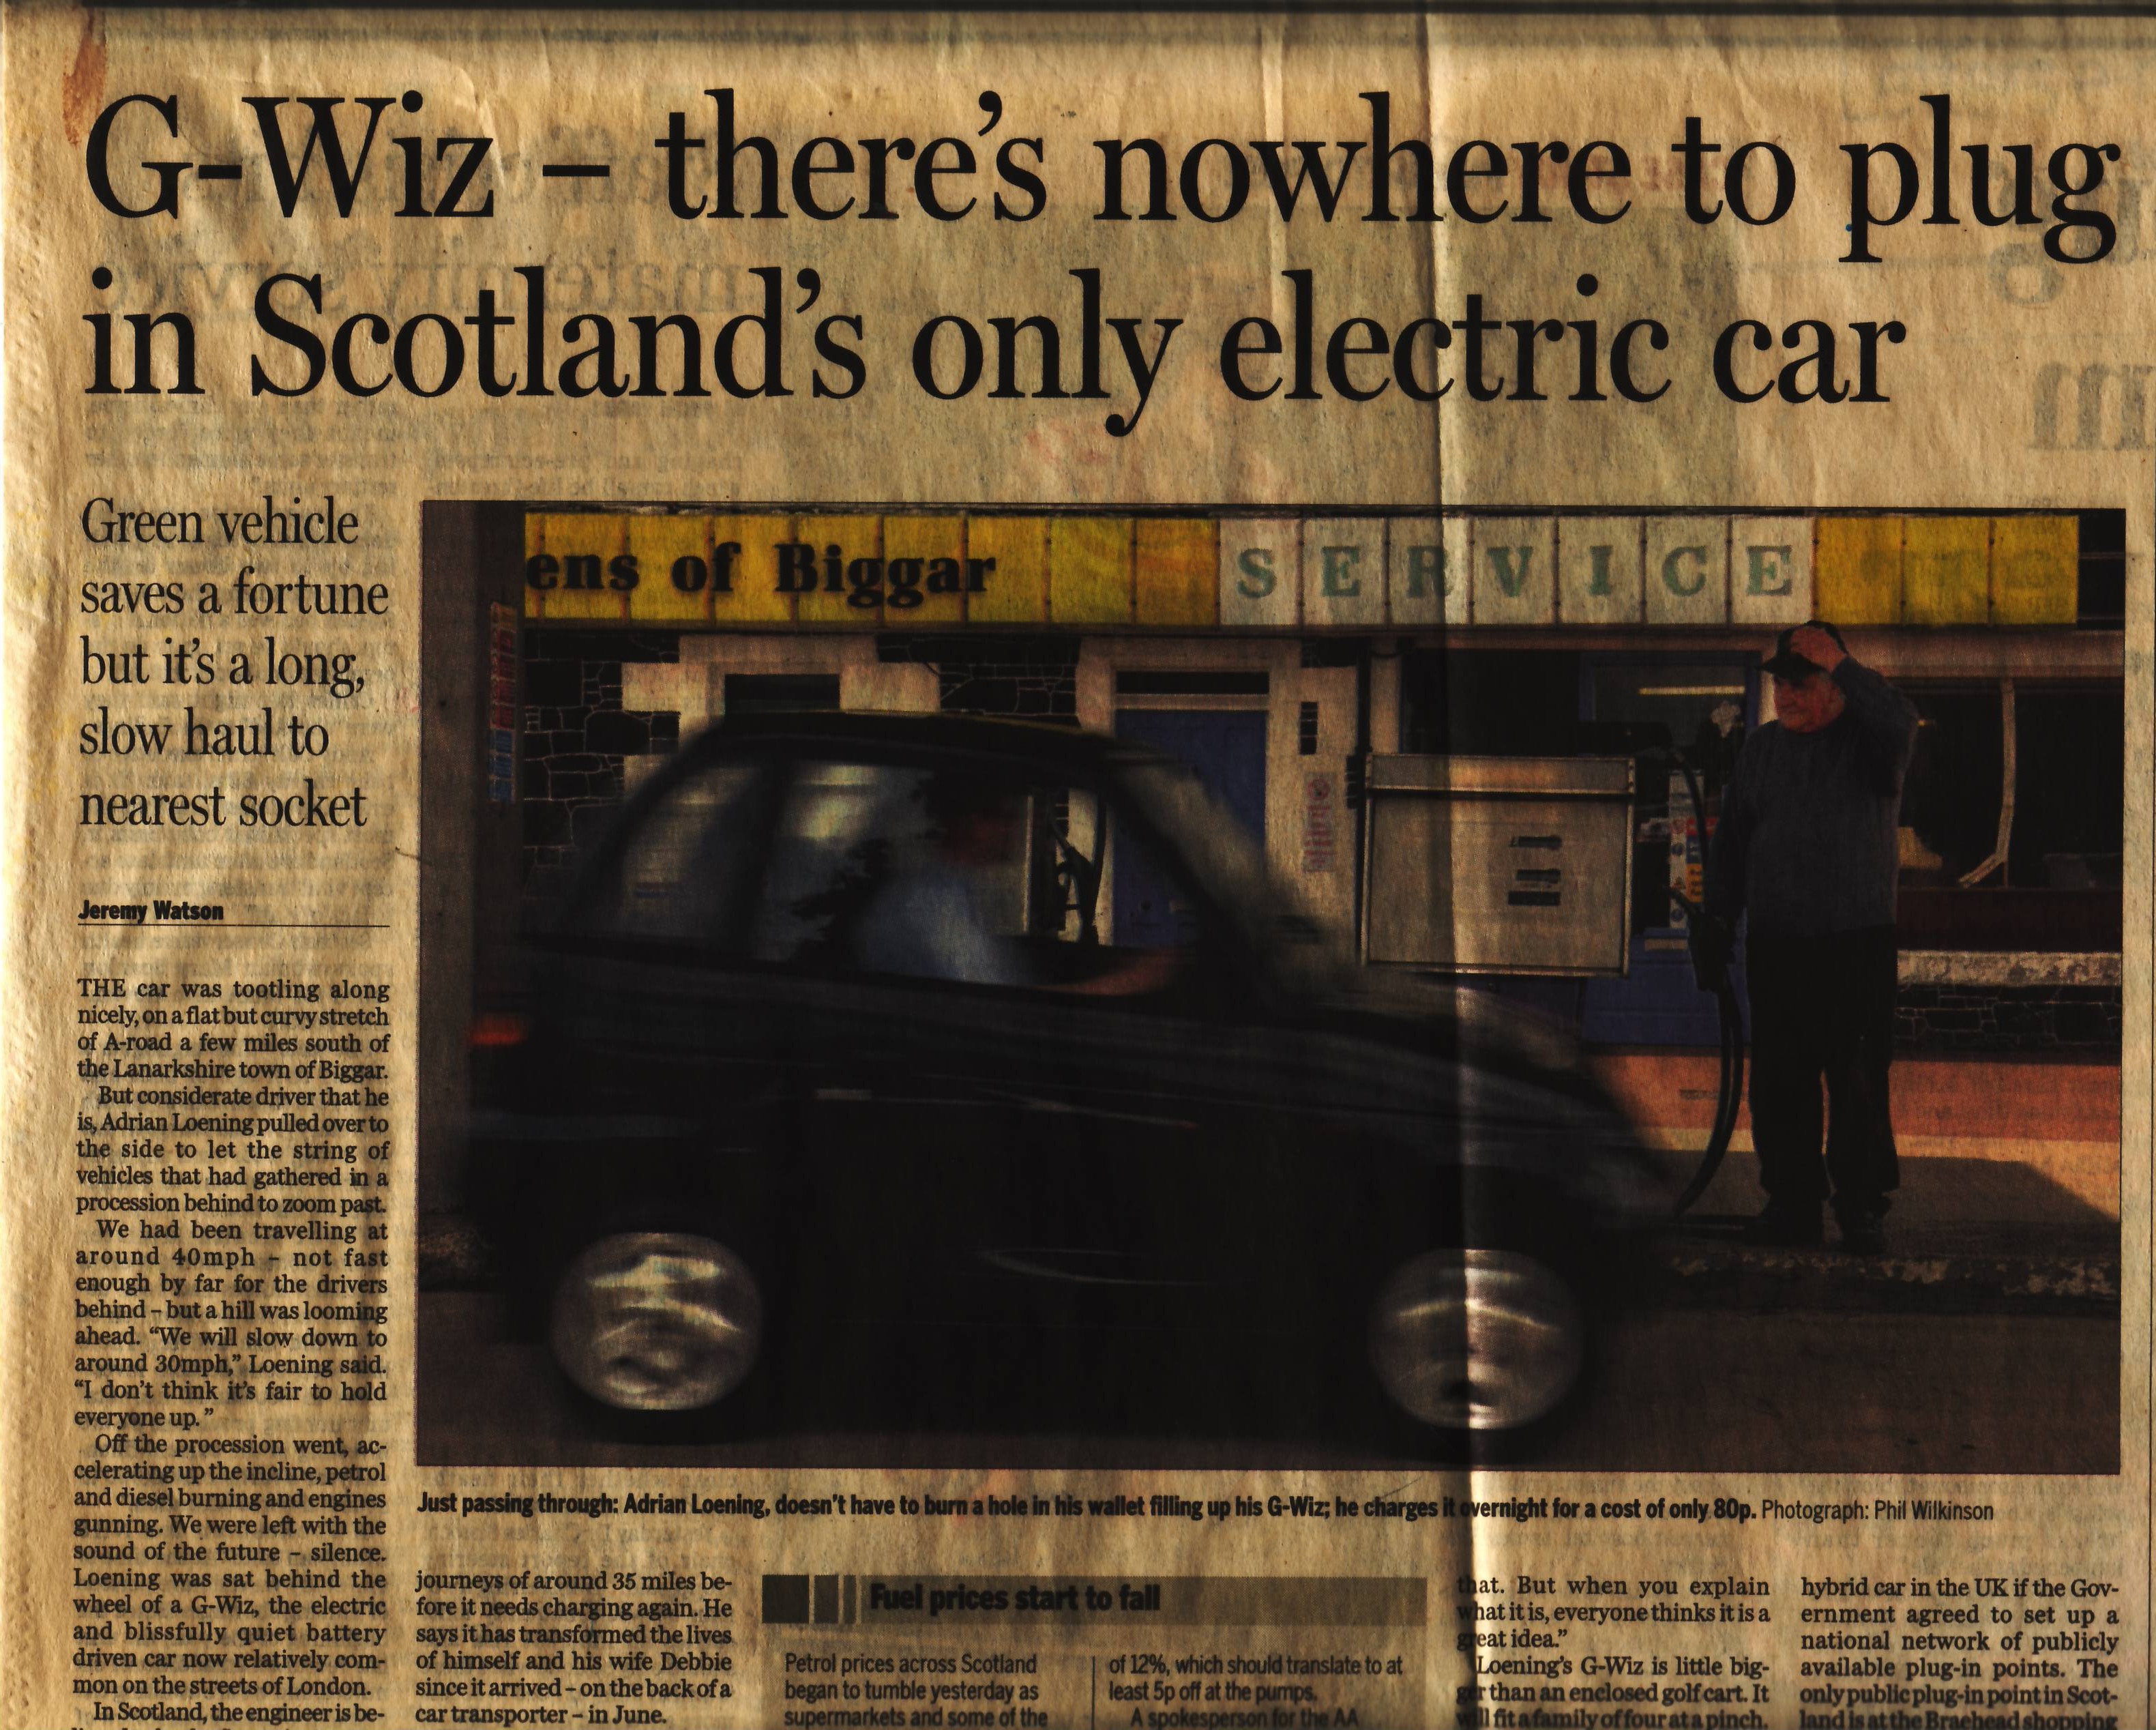 G-Wiz – there's nowhere to plug
in Scotland's only electric car
Green vehicle
saves a fortune
but it's a long,
slow haul to
nearest socket
Jeremy Watson
THE car was tootling along
nicely, on a flat but curvy stretch
of A-road a few miles south of
the Lanarkshire town of Biggar.
But considerate driver that he
is, Adrian Loening pulled over to
the side to let the string of
vehicles that had gathered in a
procession behind to zoom past.
We had been travelling at
around 40mph – not fast
enough by far for the drivers
behind – but a hill was looming
ahead. "We will slow down to
around 30mph," Loening said.
"I don't think it's fair to hold
everyone up."
Off the procession went, ac-
celerating up the incline, petrol
and diesel burning and engines
gunning. We were left with the
sound of the future – silence.
Loening was sat behind the
wheel of a G-Wiz, the electric
and blissfully quiet battery
driven car now relatively com-
mon on the streets of London.
In Scotland, the engineer is be-
ens of Biggar SERVICE
Just passing through: Adrian Loening, doesn't have to burn a hole in his wallet filling up his G-Wiz; he charges it overnight for a cost of only 80p. Photograph: Phil Wilkinson
journeys of around 35 miles be-
fore it needs charging again. He
says it has transformed the lives
of himself and his wife Debbie
since it arrived – on the back of a
car transporter – in June.
Fuel prices start to fall
Petrol prices across Scotland
began to tumble yesterday as
supermarkets and some of the
of 12%, which should translate to at
least 5p off at the pumps.
A spokesperson for the AA
that. But when you explain
what it is, everyone thinks it is a
great idea."
Loening's G-Wiz is little big-
ger than an enclosed golf cart. It
will fit a family of four at a pinch.
hybrid car in the UK if the Gov-
ernment agreed to set up a
national network of publicly
available plug-in points. The
only public plug-in point in Scot-
land is at the Braehead shopping